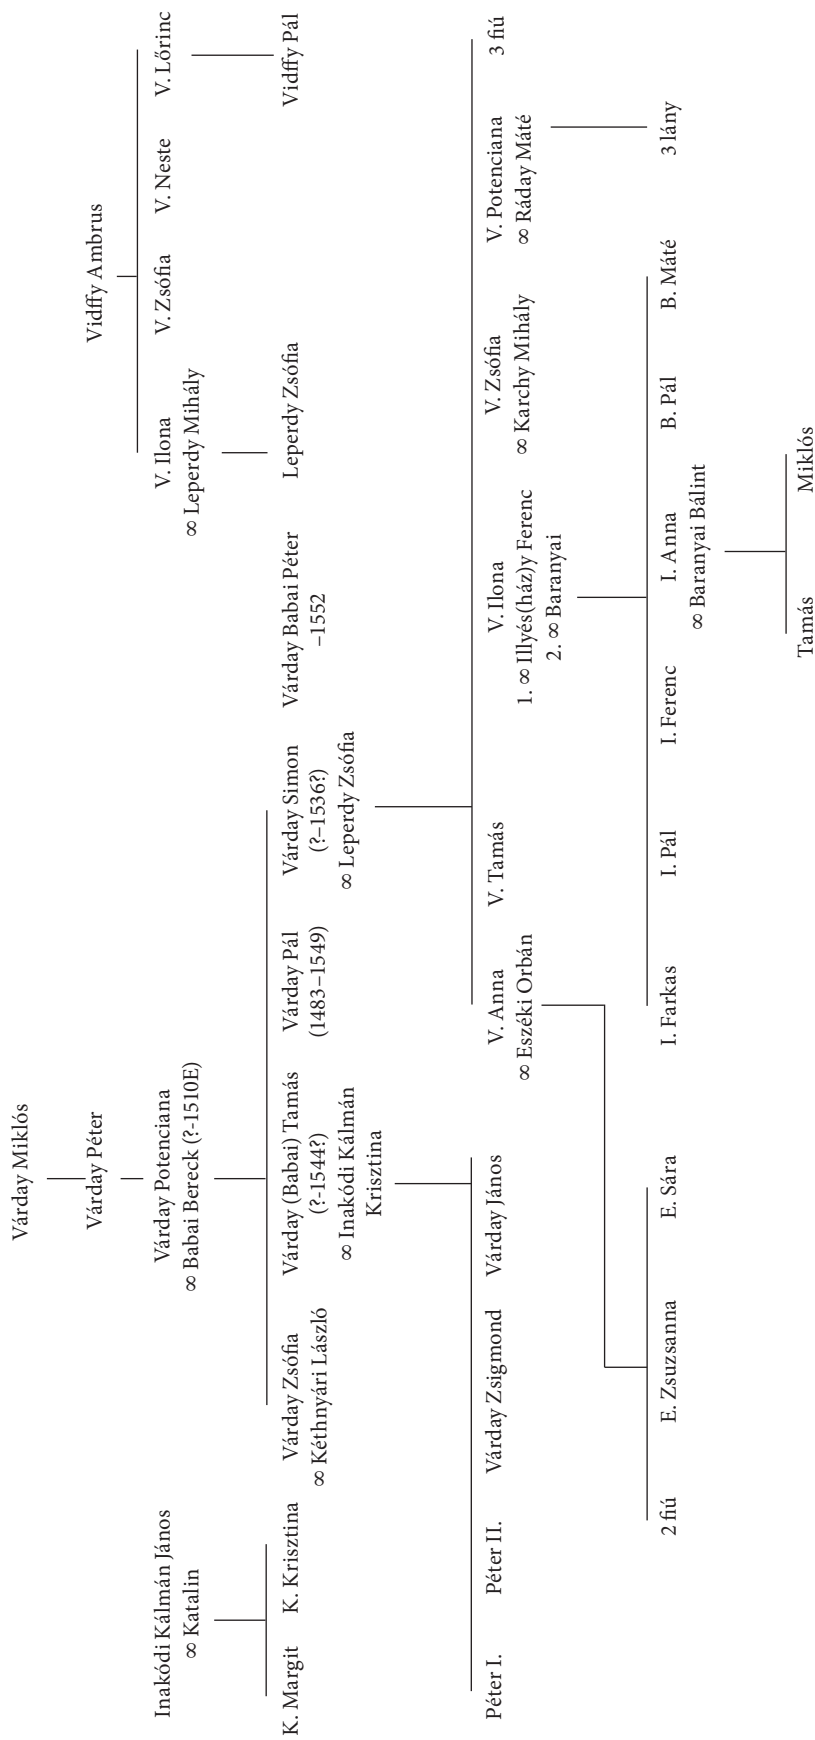 Várday Miklós
Várday Péter
Vidffy Ambrus
Inakódi Kálmán János
∞ Katalin
Várday Potenciana
∞ Babai Bereck (?-1510E)
V. Ilona
∞ Leperdy Mihály
V. Zsófia
V. Neste
V. Lőrinc
K. Margit
K. Krisztina
Várday Zsófia
∞ Kéthnyári László
Várday (Babai) Tamás
(?-1544?)
∞ Inakódi Kálmán
Krisztina
Várday Pál
(1483–1549)
Várday Simon
(?–1536?)
∞ Leperdy Zsófia
Várday Babai Péter
–1552
Leperdy Zsófia
Vidffy Pál
Péter I.
Péter II.
Várday Zsigmond
Várday János
V. Anna
∞ Eszéki Orbán
V. Tamás
V. Ilona
1. ∞ Illyés(ház)y Ferenc
2. ∞ Baranyai
V. Zsófia
∞ Karchy Mihály
V. Potenciana
∞ Ráday Máté
3 fiú
2 fiú
E. Zsuzsanna
E. Sára
I. Farkas
I. Pál
I. Ferenc
I. Anna
∞ Baranyai Bálint
B. Pál
B. Máté
3 lány
Tamás
Miklós